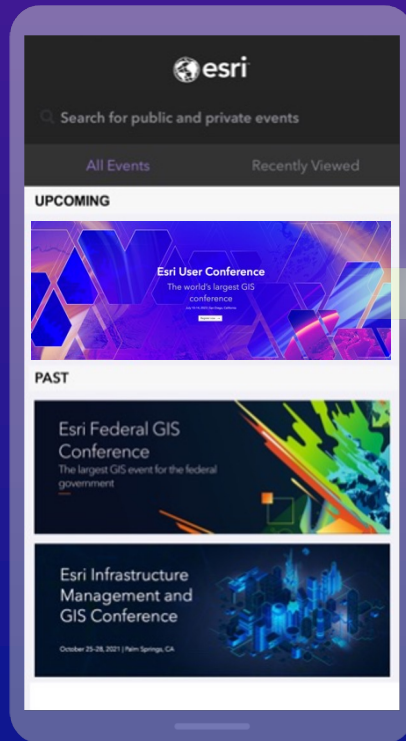 esri
Search for public and private events
All Events Recently Viewed
UPCOMING
Esri User Conference
The world's largest GIS
conference
PAST
Esri Federal GIS
Conference
The largest GIS event for the federal
government
Esri Infrastructure
Management and
GIS Conference
October 25-28, 2021 | Palm Springs, CA